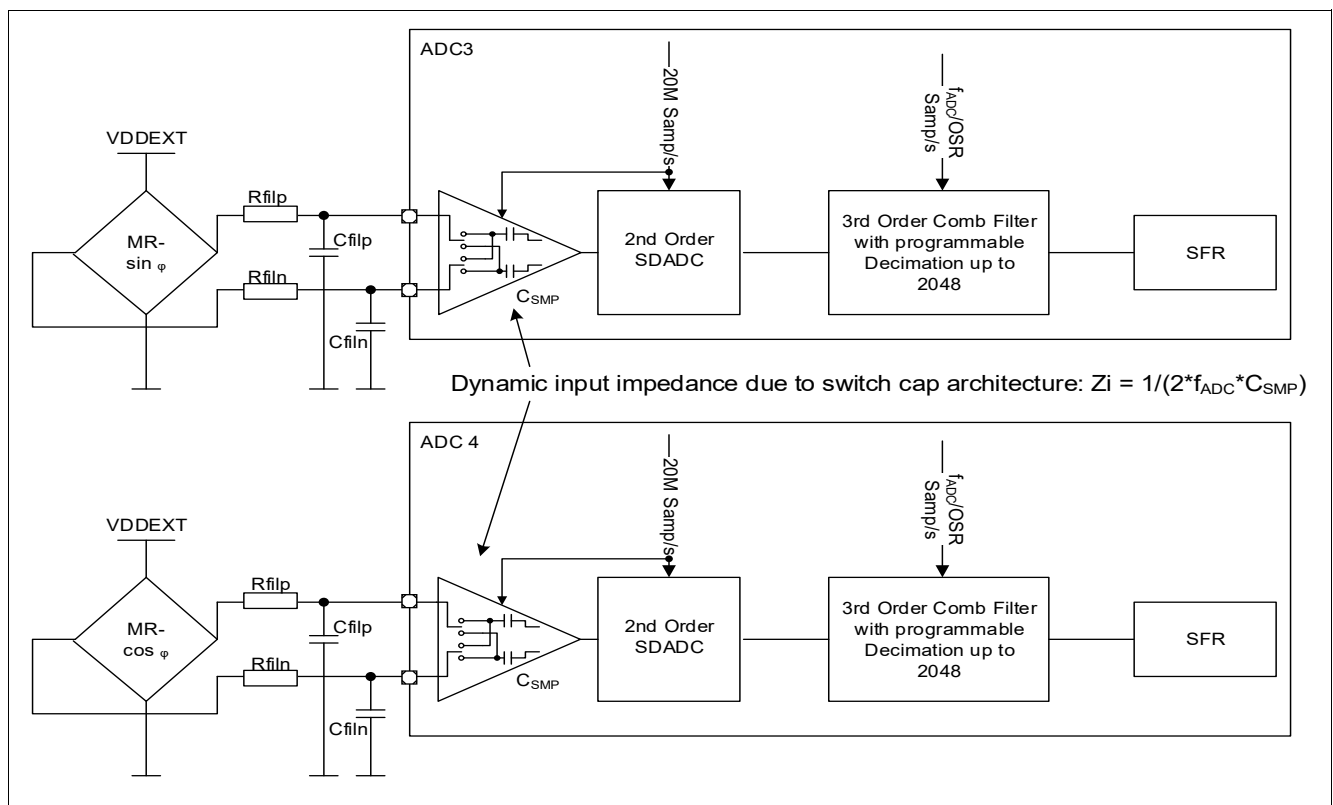 ADC3
20M Samp/s
fADC/OSR
Samp/s
VDDEXT
MR-
sin φ
Rfilp
Cfilp
Rfiln
Cfiln
CSMP
2nd Order
SDADC
3rd Order Comb Filter
with programmable
Decimation up to
2048
SFR
Dynamic input impedance due to switch cap architecture: Zi = 1/(2*fADC*CSMP)
ADC 4
20M Samp/s
fADC/OSR
Samp/s
VDDEXT
MR-
cos φ
Rfilp
Cfilp
Rfiln
Cfiln
CSMP
2nd Order
SDADC
3rd Order Comb Filter
with programmable
Decimation up to
2048
SFR